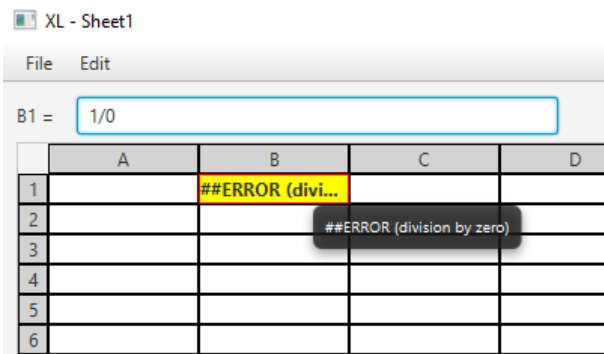 XL - Sheet1
File Edit
B1 = 1/0
A B C D
1 ##ERROR (divi...
2
##ERROR (division by zero)
3
4
5
6